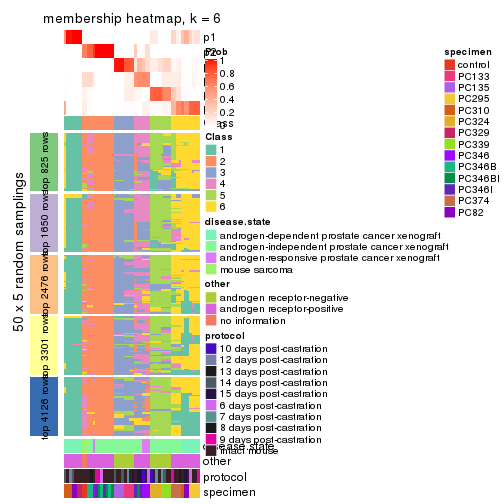 membership heatmap, k = 6
p1
p2
Prob
1
0.8
0.6
0.4
0.2
0
Class
Class
1
2
3
4
5
6
disease.state
androgen-dependent prostate cancer xenograft
androgen-independent prostate cancer xenograft
androgen-responsive prostate cancer xenograft
mouse sarcoma
other
androgen receptor-negative
androgen receptor-positive
no information
protocol
10 days post-castration
12 days post-castration
13 days post-castration
14 days post-castration
15 days post-castration
6 days post-castration
7 days post-castration
8 days post-castration
9 days post-castration
intact mouse
specimen
control
PC133
PC135
PC295
PC310
PC324
PC329
PC339
PC346
PC346B
PC346BI
PC346I
PC374
PC82
50 x 5 random samplings
top 825 rows
top 1650 rows
top 2476 rows
top 3301 rows
top 4126 rows
disease.state
other
protocol
specimen